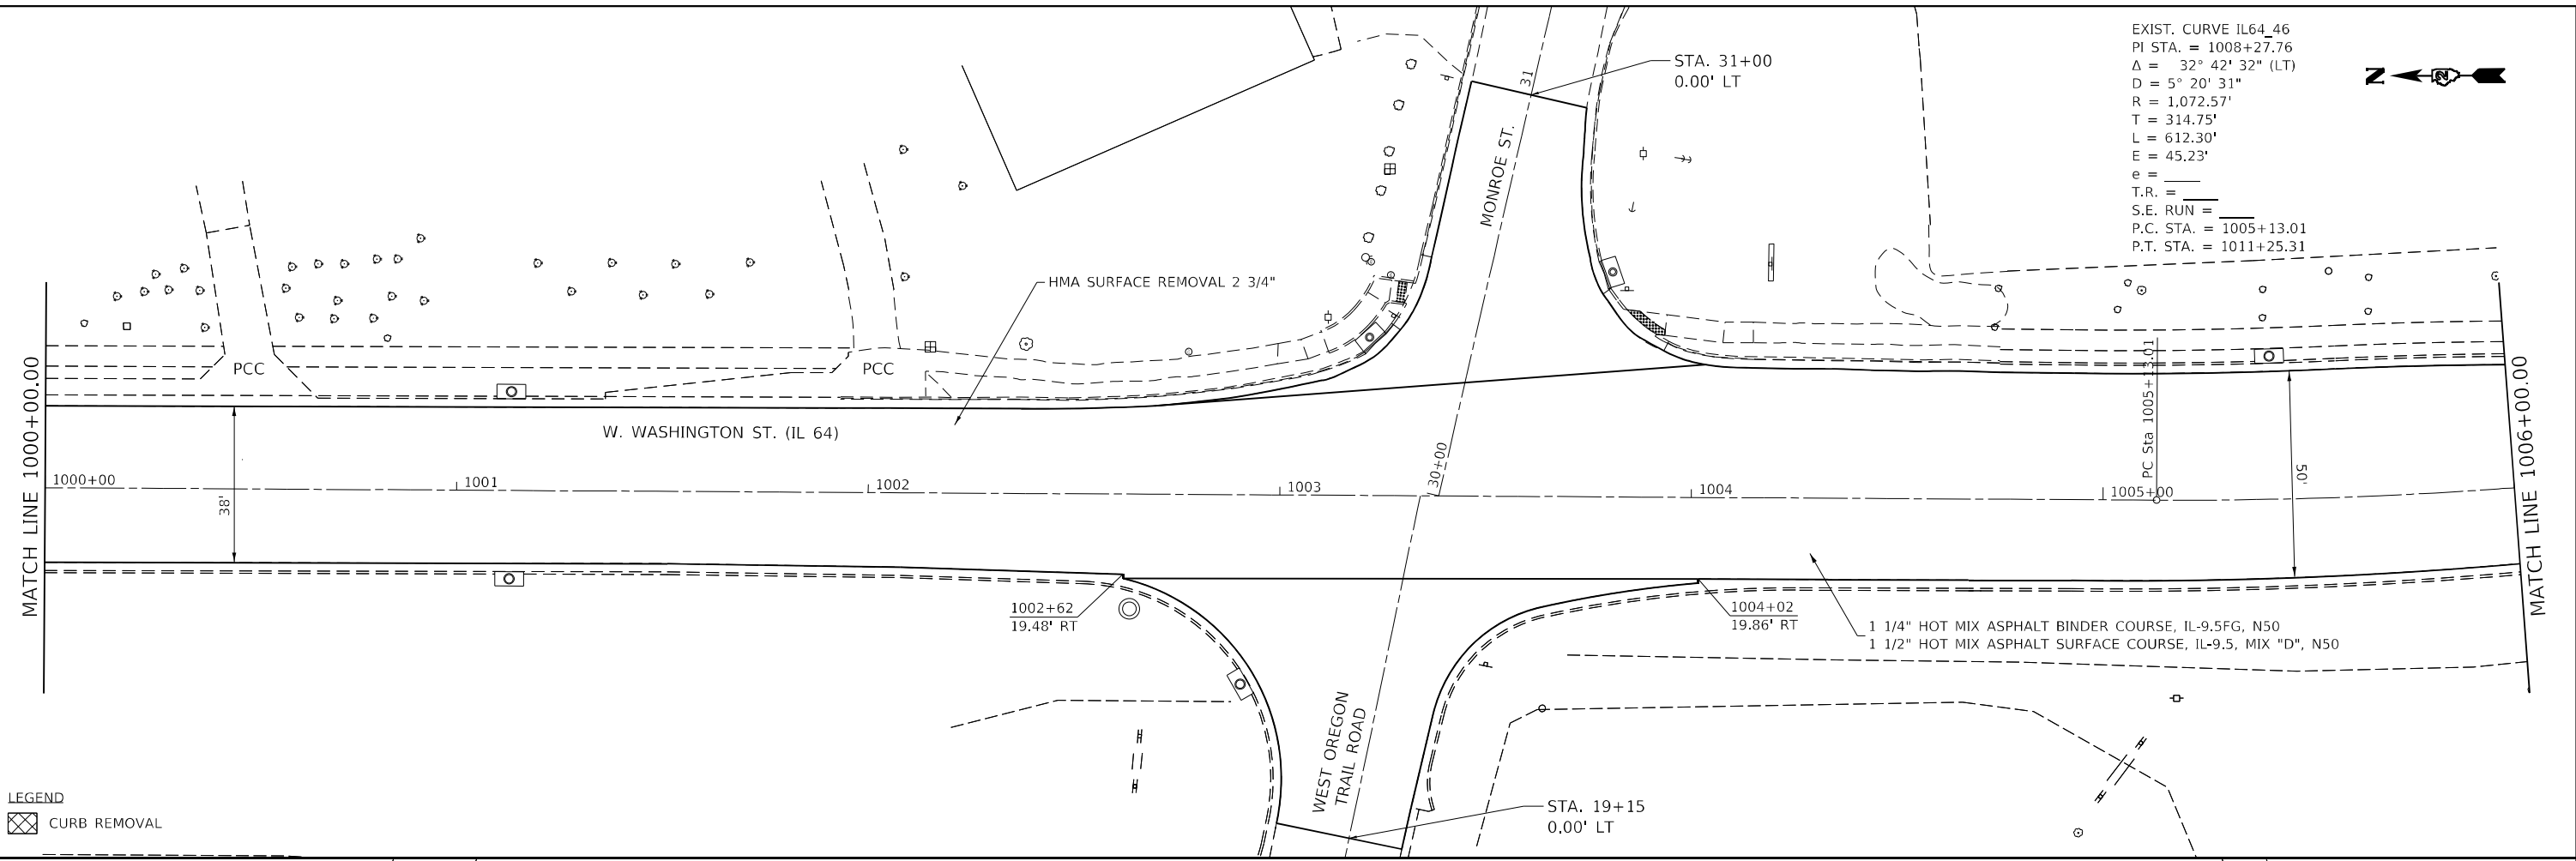 EXIST. CURVE IL64_46
PI STA. = 1008+27.76
Δ = 32° 42' 32" (LT)
D = 5° 20' 31"
R = 1,072.57'
T = 314.75'
L = 612.30'
E = 45.23'
e = ____
T.R. = ____
S.E. RUN = ____
P.C. STA. = 1005+13.01
P.T. STA. = 1011+25.31
N
STA. 31+00
0.00' LT
31
MONROE ST.
HMA SURFACE REMOVAL 2 3/4"
PCC
PCC
W. WASHINGTON ST. (IL 64)
MATCH LINE 1000+00.00
1000+00
1001
1002
1003
30+00
1004
1005+00
PC Sta 1005+13.01
38'
50'
MATCH LINE 1006+00.00
1002+62
19.48' RT
1004+02
19.86' RT
1 1/4" HOT MIX ASPHALT BINDER COURSE, IL-9.5FG, N50
1 1/2" HOT MIX ASPHALT SURFACE COURSE, IL-9.5, MIX "D", N50
WEST OREGON
TRAIL ROAD
STA. 19+15
0.00' LT
LEGEND
CURB REMOVAL